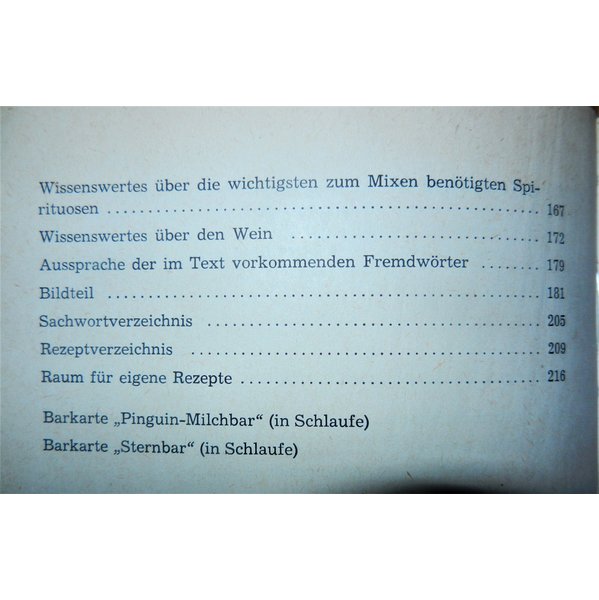 Wissenswertes über die wichtigsten zum Mixen benötigten Spi-
rituosen ........................................................ 167
Wissenswertes über den Wein .................................. 172
Aussprache der im Text vorkommenden Fremdwörter ........ 179
Bildteil ........................................................ 181
Sachwortverzeichnis ............................................ 205
Rezeptverzeichnis .............................................. 209
Raum für eigene Rezepte ....................................... 216
Barkarte „Pinguin-Milchbar“ (in Schlaufe)
Barkarte „Sternbar“ (in Schlaufe)